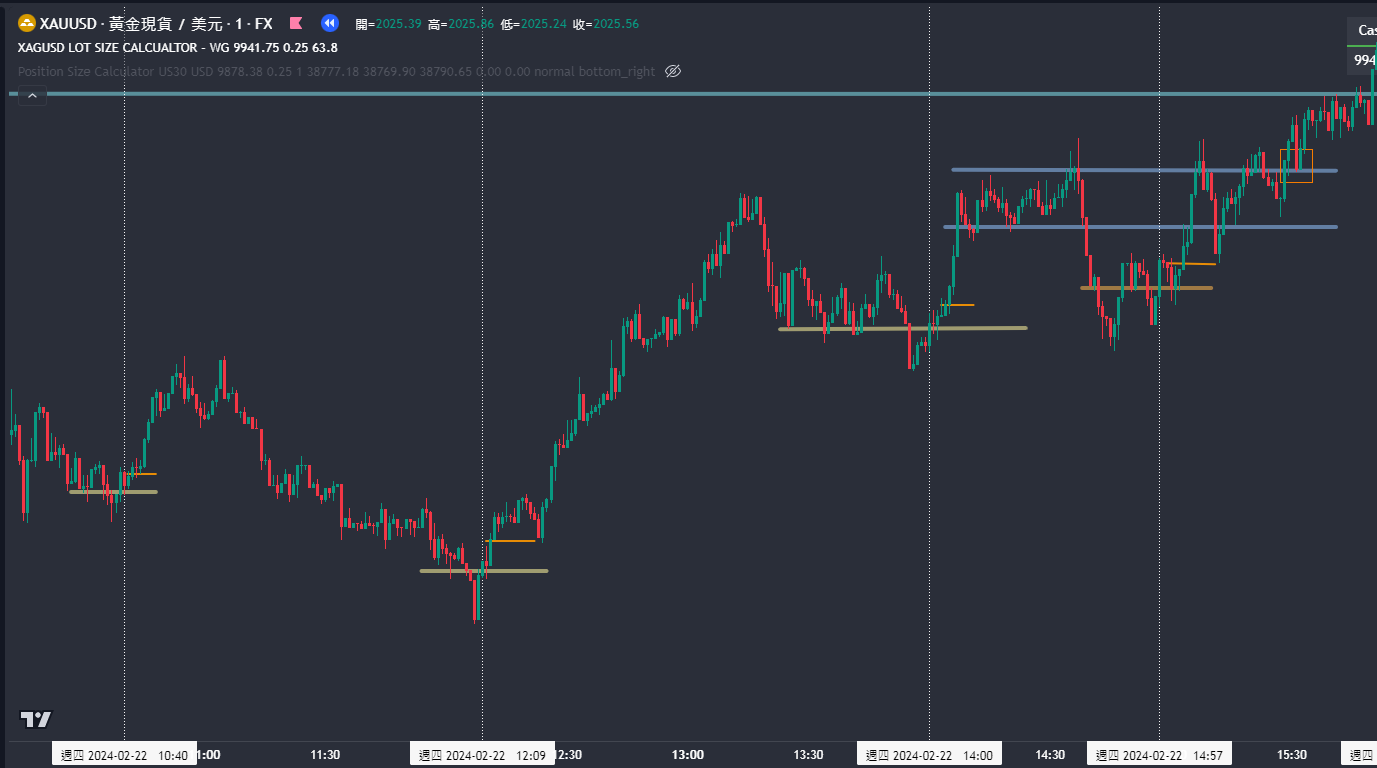 XAUUSD · 黃金現貨 / 美元 · 1 · FX 開=2025.39 高=2025.86 低=2025.24 收=2025.56
XAGUSD LOT SIZE CALCUALTOR - WG 9941.75 0.25 63.8
Position Size Calculator US30 USD 9878.38 0.25 1 38777.18 38769.90 38790.65 0.00 0.00 normal bottom_right
Cas
994
週四 2024-02-22 10:40 1:00 11:30 週四 2024-02-22 12:09 2:30 13:00 13:30 週四 2024-02-22 14:00 14:30 週四 2024-02-22 14:57 15:30 週四